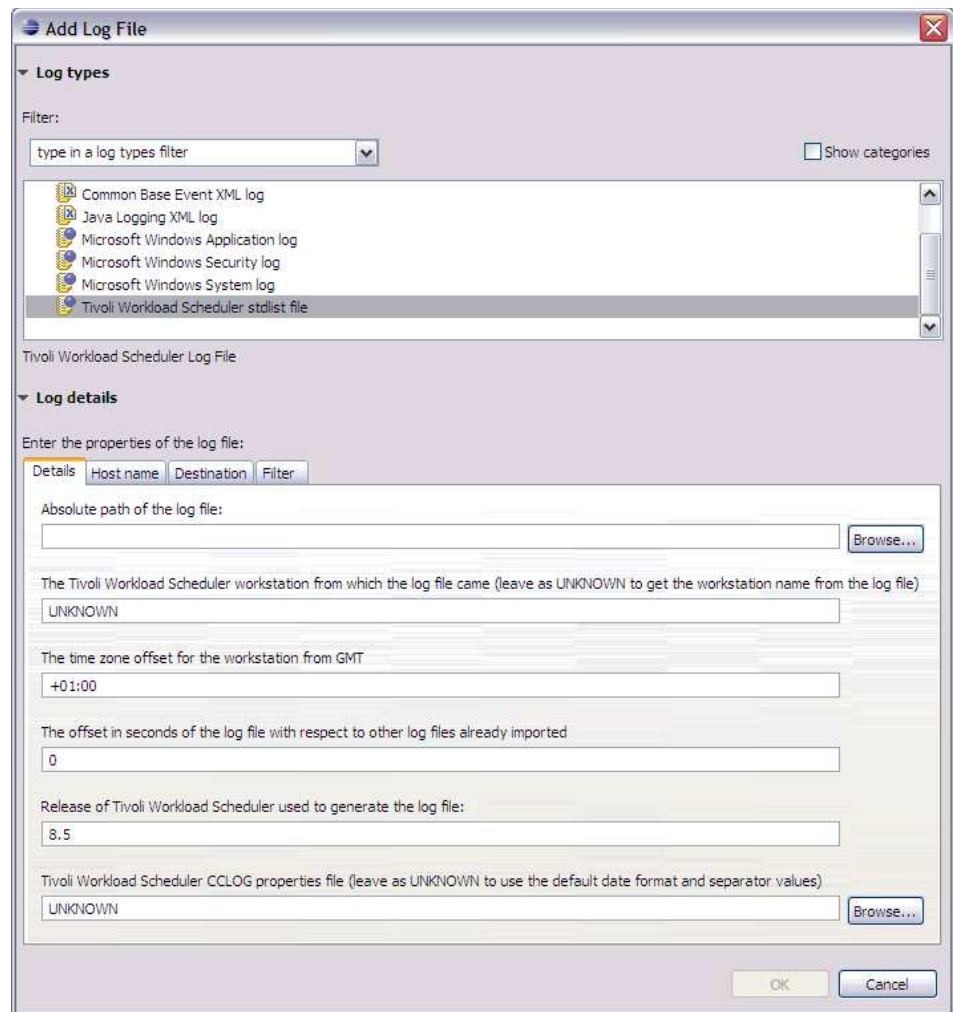 Add Log File
Log types
Filter:
type in a log types filter
Show categories
Common Base Event XML log
Java Logging XML log
Microsoft Windows Application log
Microsoft Windows Security log
Microsoft Windows System log
Tivoli Workload Scheduler stdlist file
Tivoli Workload Scheduler Log File
Log details
Enter the properties of the log file:
Details Host name Destination Filter
Absolute path of the log file:
Browse...
The Tivoli Workload Scheduler workstation from which the log file came (leave as UNKNOWN to get the workstation name from the log file)
UNKNOWN
The time zone offset for the workstation from GMT
+01:00
The offset in seconds of the log file with respect to other log files already imported
0
Release of Tivoli Workload Scheduler used to generate the log file:
8.5
Tivoli Workload Scheduler CCLOG properties file (leave as UNKNOWN to use the default date format and separator values)
UNKNOWN
Browse...
OK Cancel